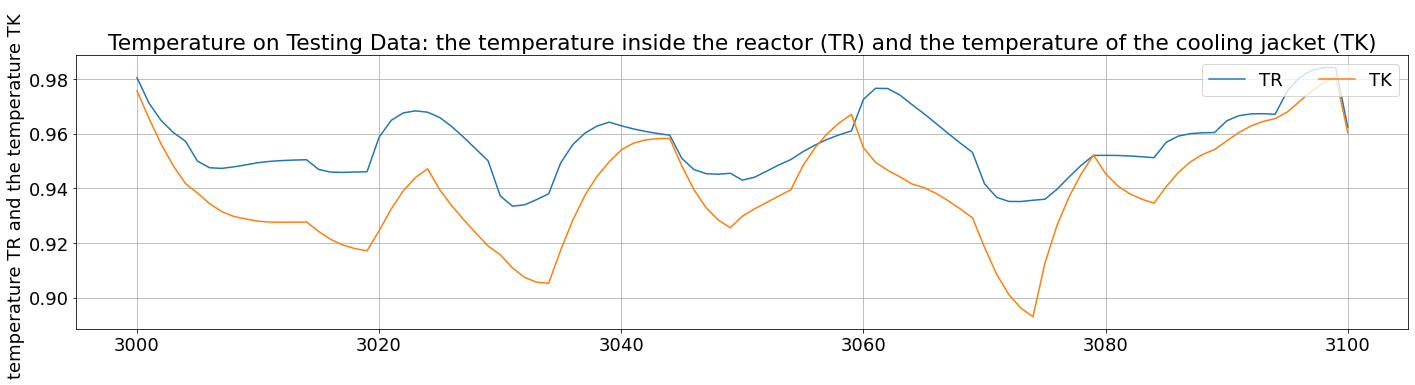 Temperature on Testing Data: the temperature inside the reactor (TR) and the temperature of the cooling jacket (TK)
temperature TR and the temperature TK
0.98
0.96
0.94
0.92
0.90
TR TK
3000 3020 3040 3060 3080 3100